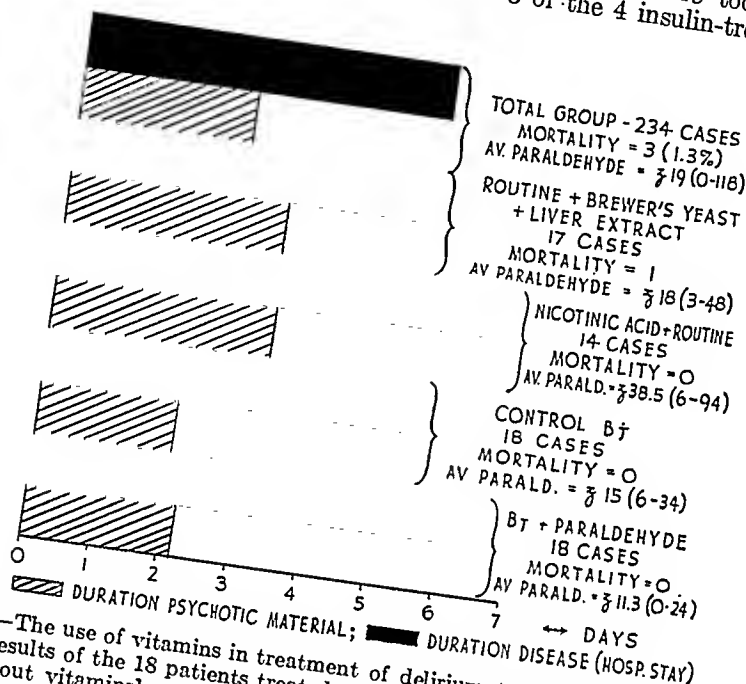 of the 4 insulin-tre
TOTAL GROUP - 234 CASES
MORTALITY = 3 (1.3%)
AV. PARALDEHYDE = ʒ 19 (0-118)
ROUTINE + BREWER'S YEAST
+ LIVER EXTRACT
17 CASES
MORTALITY = 1
AV PARALDEHYDE = ʒ 18 (3-48)
NICOTINIC ACID + ROUTINE
14 CASES
MORTALITY = 0
AV. PARALD. = ʒ 38.5 (6-94)
CONTROL BT
18 CASES
MORTALITY = 0
AV PARALD. = ʒ 15 (6-34)
BT + PARALDEHYDE
18 CASES
MORTALITY = 0.
AV PARALD. = ʒ 11.3 (0-24)
0 1 2 3 4 5 6 7
↔ DAYS
DURATION PSYCHOTIC MATERIAL; DURATION DISEASE (HOSP. STAY)
—The use of vitamins in treatment of delirium
esults of the 18 patients treat
out vitamins